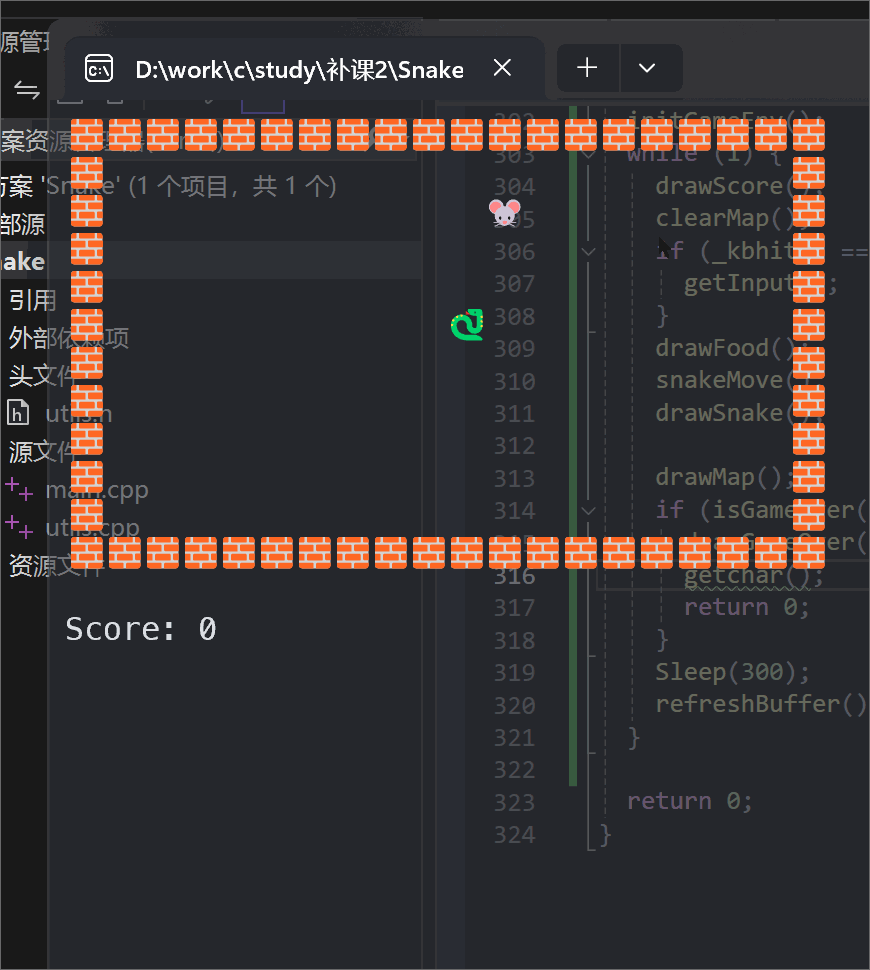 D:\work\c\study\补课2\Snake
源管理
302 initGameEnv();
303 while (1) {
案资源
304 drawScore();
方案 'Snake' (1 个项目，共 1 个)
305 clearMap();
部源
306 if (_kbhit ==
ake
307 getInput ;
引用
308 }
外部依赖项
309 drawFood();
头文件
310 snakeMove();
311 drawSnake();
utils.h
312
源文件
313 drawMap();
main.cpp
314 if (isGameOver(
utils.cpp
资源文件
316 getchar();
317 return 0;
Score: 0
318 }
319 Sleep(300);
320 refreshBuffer()
321 }
322
323 return 0;
324 }